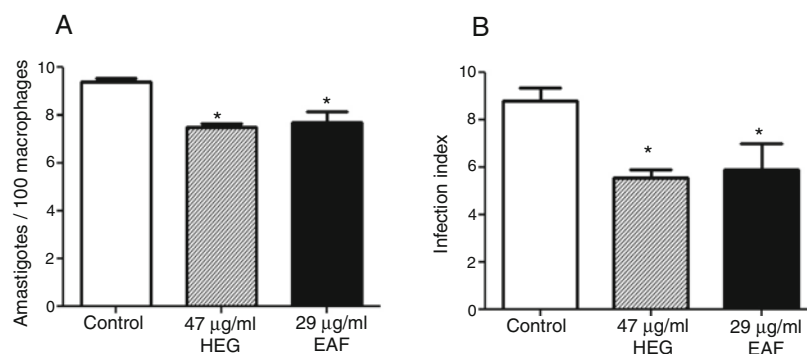 A
Amastigotes / 100 macrophages
10
8
6
4
2
0
*
*
Control
47 µg/ml
HEG
29 µg/ml
EAF
B
Infection index
10
8
6
4
2
0
*
*
Control
47 µg/ml
HEG
29 µg/ml
EAF